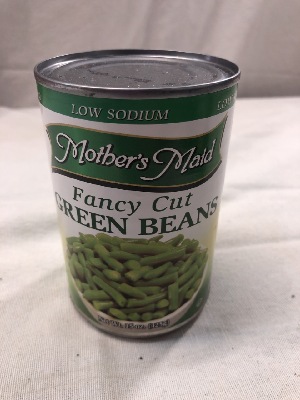 LOW SODIUM
Mother's Maid
Fancy Cut
GREEN BEANS